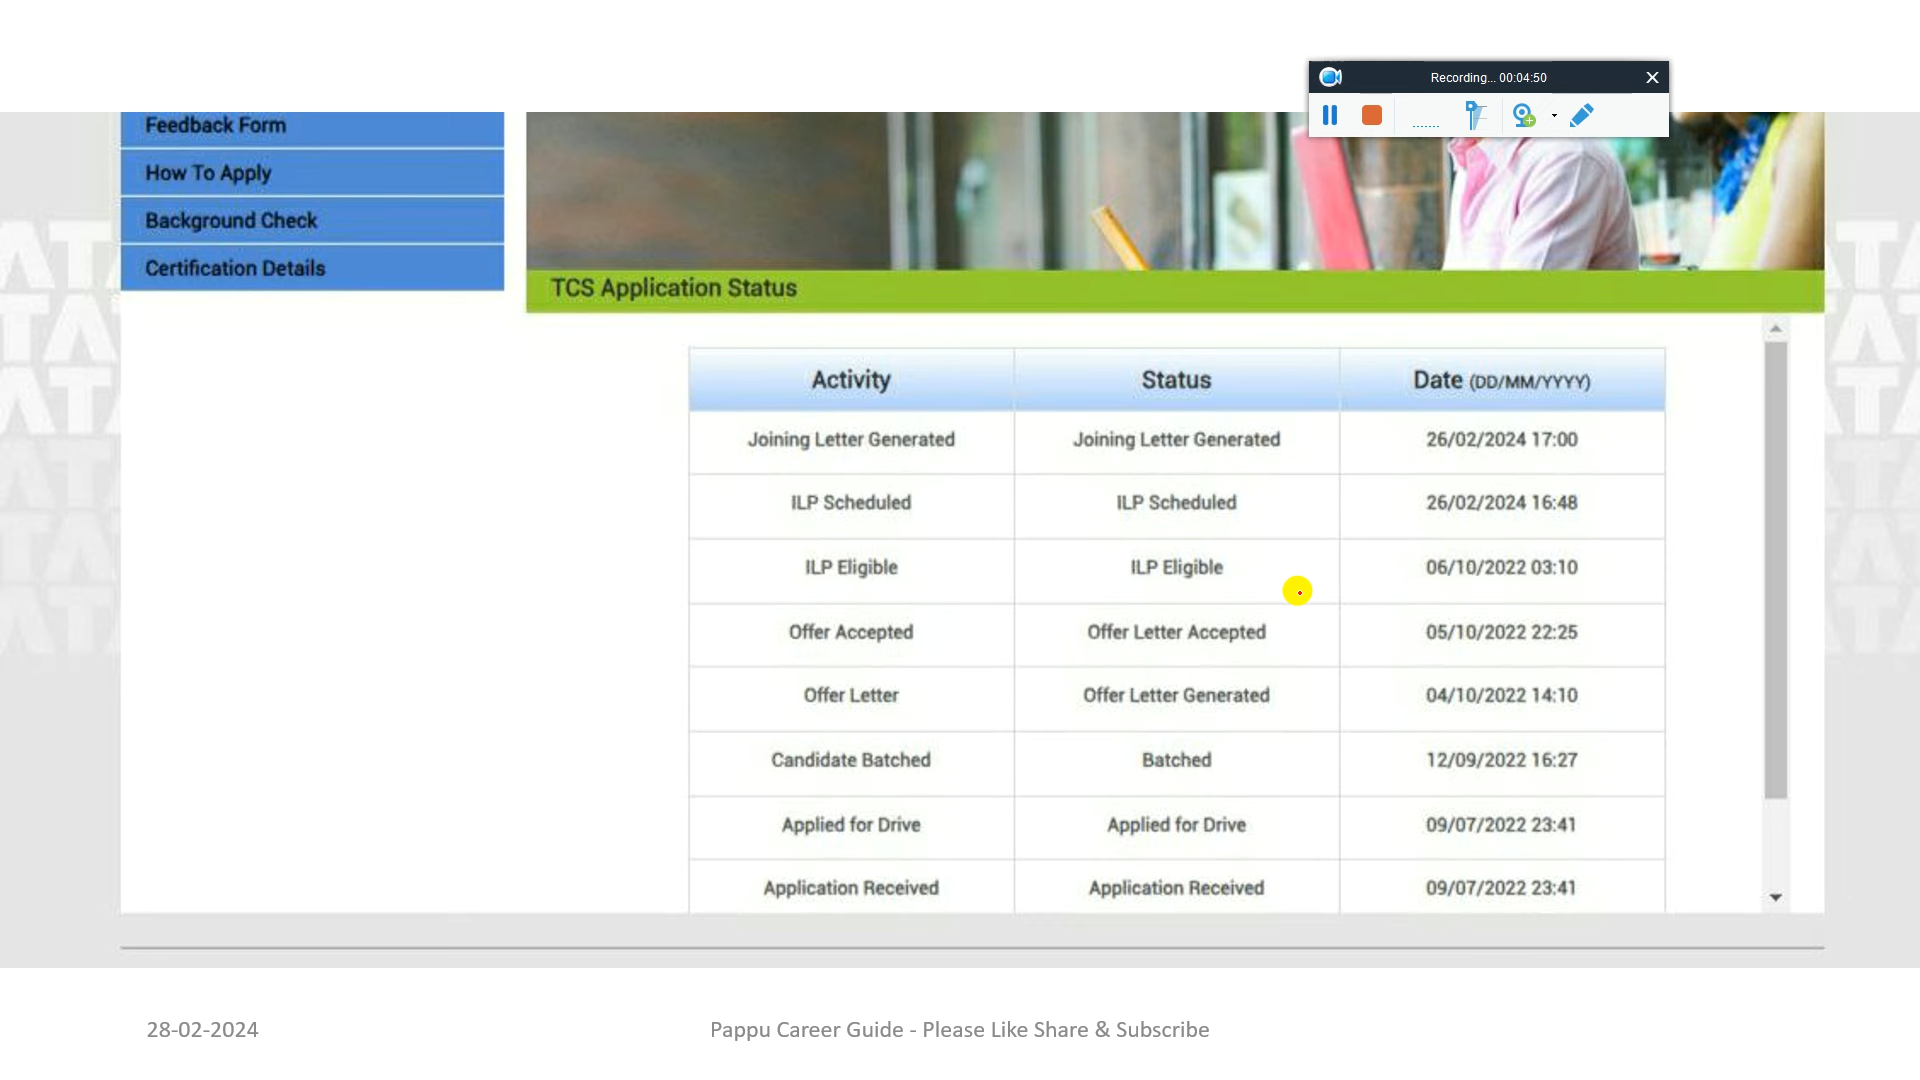 Recording... 00:04:50
Feedback Form
How To Apply
Background Check
Certification Details
TCS Application Status
Activity Status Date (DD/MM/YYYY)
Joining Letter Generated Joining Letter Generated 26/02/2024 17:00
ILP Scheduled ILP Scheduled 26/02/2024 16:48
ILP Eligible ILP Eligible 06/10/2022 03:10
Offer Accepted Offer Letter Accepted 05/10/2022 22:25
Offer Letter Offer Letter Generated 04/10/2022 14:10
Candidate Batched Batched 12/09/2022 16:27
Applied for Drive Applied for Drive 09/07/2022 23:41
Application Received Application Received 09/07/2022 23:41
28-02-2024 Pappu Career Guide - Please Like Share & Subscribe